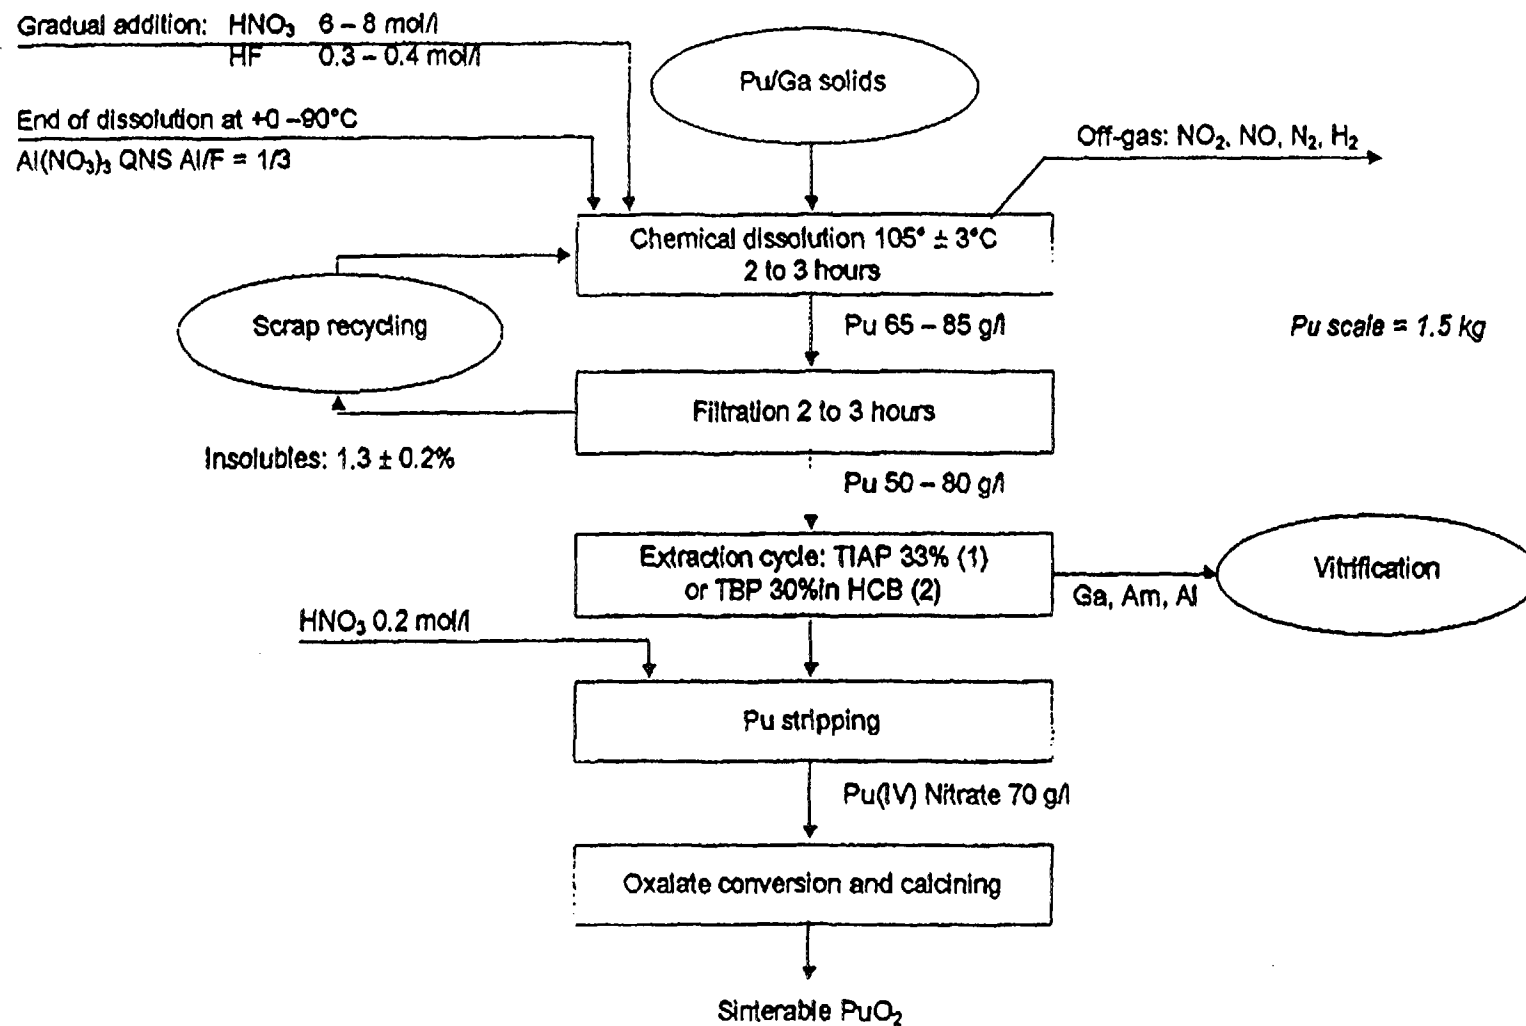 Gradual addition: HNO₃ 6 – 8 mol/l
HF 0.3 – 0.4 mol/l
Pu/Ga solids
End of dissolution at +0 –90°C
Al(NO₃)₃ QNS Al/F = 1/3
Off-gas: NO₂, NO, N₂, H₂
Chemical dissolution 105° ± 3°C
2 to 3 hours
Scrap recycling
Pu 65 – 85 g/l
Pu scale = 1.5 kg
Filtration 2 to 3 hours
Insolubles: 1.3 ± 0.2%
Pu 50 – 80 g/l
Extraction cycle: TIAP 33% (1)
or TBP 30%in HCB (2)
Vitrification
Ga, Am, Al
HNO₃ 0.2 mol/l
Pu stripping
Pu(IV) Nitrate 70 g/l
Oxalate conversion and calcining
Sinterable PuO₂